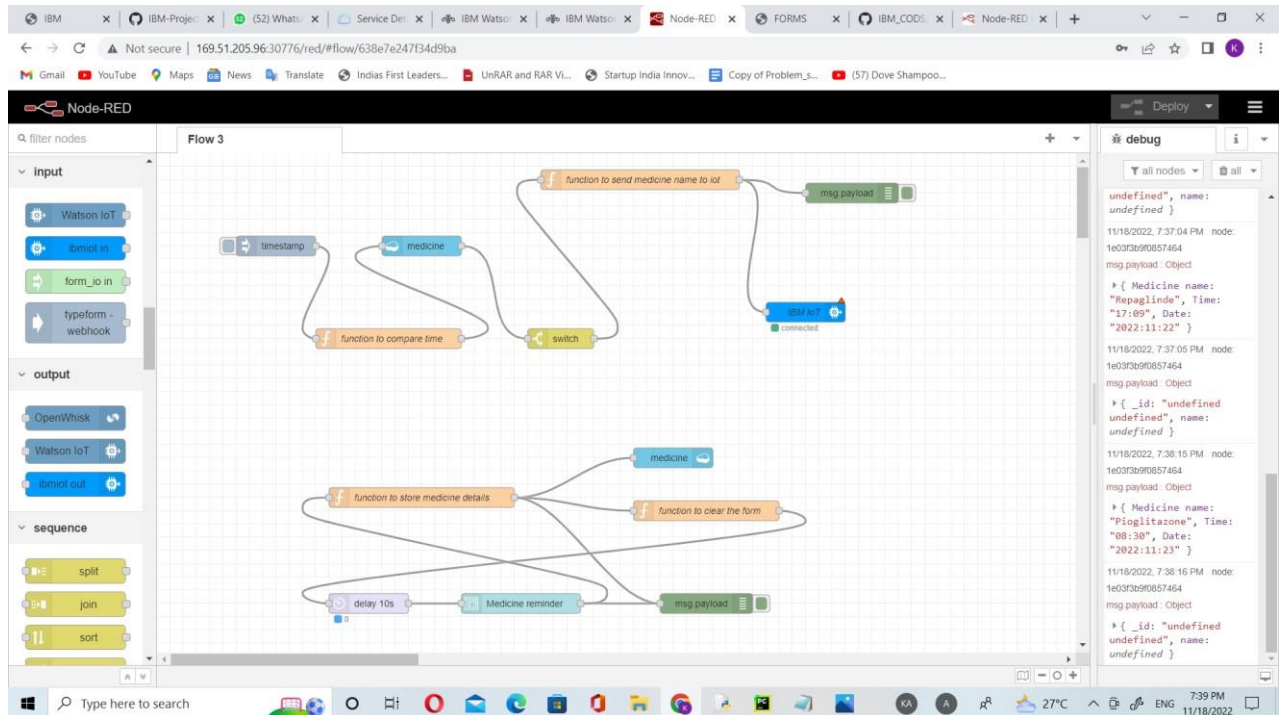 IBM
IBM-Projec
(52) Whats
Service Det
IBM Watso
IBM Watso
Node-RED
FORMS
IBM_CODS
Node-RED
Not secure
169.51.205.96:30776/red/#flow/638e7e247f34d9ba
K
Gmail
YouTube
Maps
News
Translate
Indias First Leaders...
UnRAR and RAR Vi...
Startup India Innov...
Copy of Problem_s...
(57) Dove Shampoo...
Node-RED
Deploy
filter nodes
Flow 3
debug
i
input
Watson IoT
ibmiot in
form_io in
typeform -
webhook
output
OpenWhisk
Watson IoT
ibmiot out
sequence
split
join
sort
function to send medicine name to iot
msg.payload
timestamp
medicine
IBM IoT
connected
function to compare time
switch
medicine
function to store medicine details
function to clear the form
delay 10s
0
Medicine reminder
msg.payload
all nodes
all
undefined", name:
undefined }
11/18/2022, 7:37:04 PM node:
1e03f3b9f0857464
msg.payload : Object
{ Medicine name:
"Repaglinde", Time:
"17:09", Date:
"2022:11:22" }
11/18/2022, 7:37:05 PM node:
1e03f3b9f0857464
msg.payload : Object
{ _id: "undefined
undefined", name:
undefined }
11/18/2022, 7:38:15 PM node:
1e03f3b9f0857464
msg.payload : Object
{ Medicine name:
"Pioglitazone", Time:
"08:30", Date:
"2022:11:23" }
11/18/2022, 7:38:16 PM node:
1e03f3b9f0857464
msg.payload : Object
{ _id: "undefined
undefined", name:
undefined }
Type here to search
KA
A
27°C
ENG
7:39 PM
11/18/2022